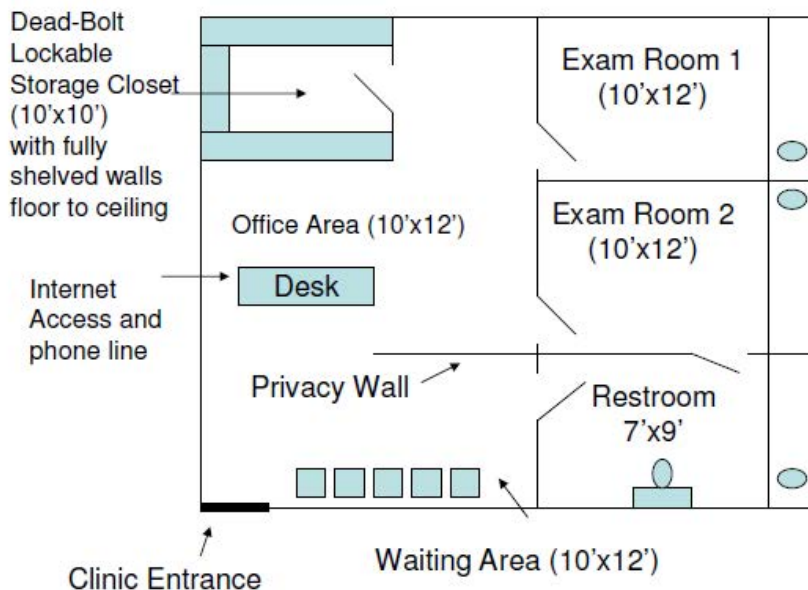 Dead-Bolt
Lockable
Storage Closet
(10’x10’)
with fully
shelved walls
floor to ceiling
Exam Room 1
(10’x12’)
Office Area (10’x12’)
Exam Room 2
(10’x12’)
Internet
Access and
phone line
Desk
Privacy Wall
Restroom
7’x9’
Waiting Area (10’x12’)
Clinic Entrance